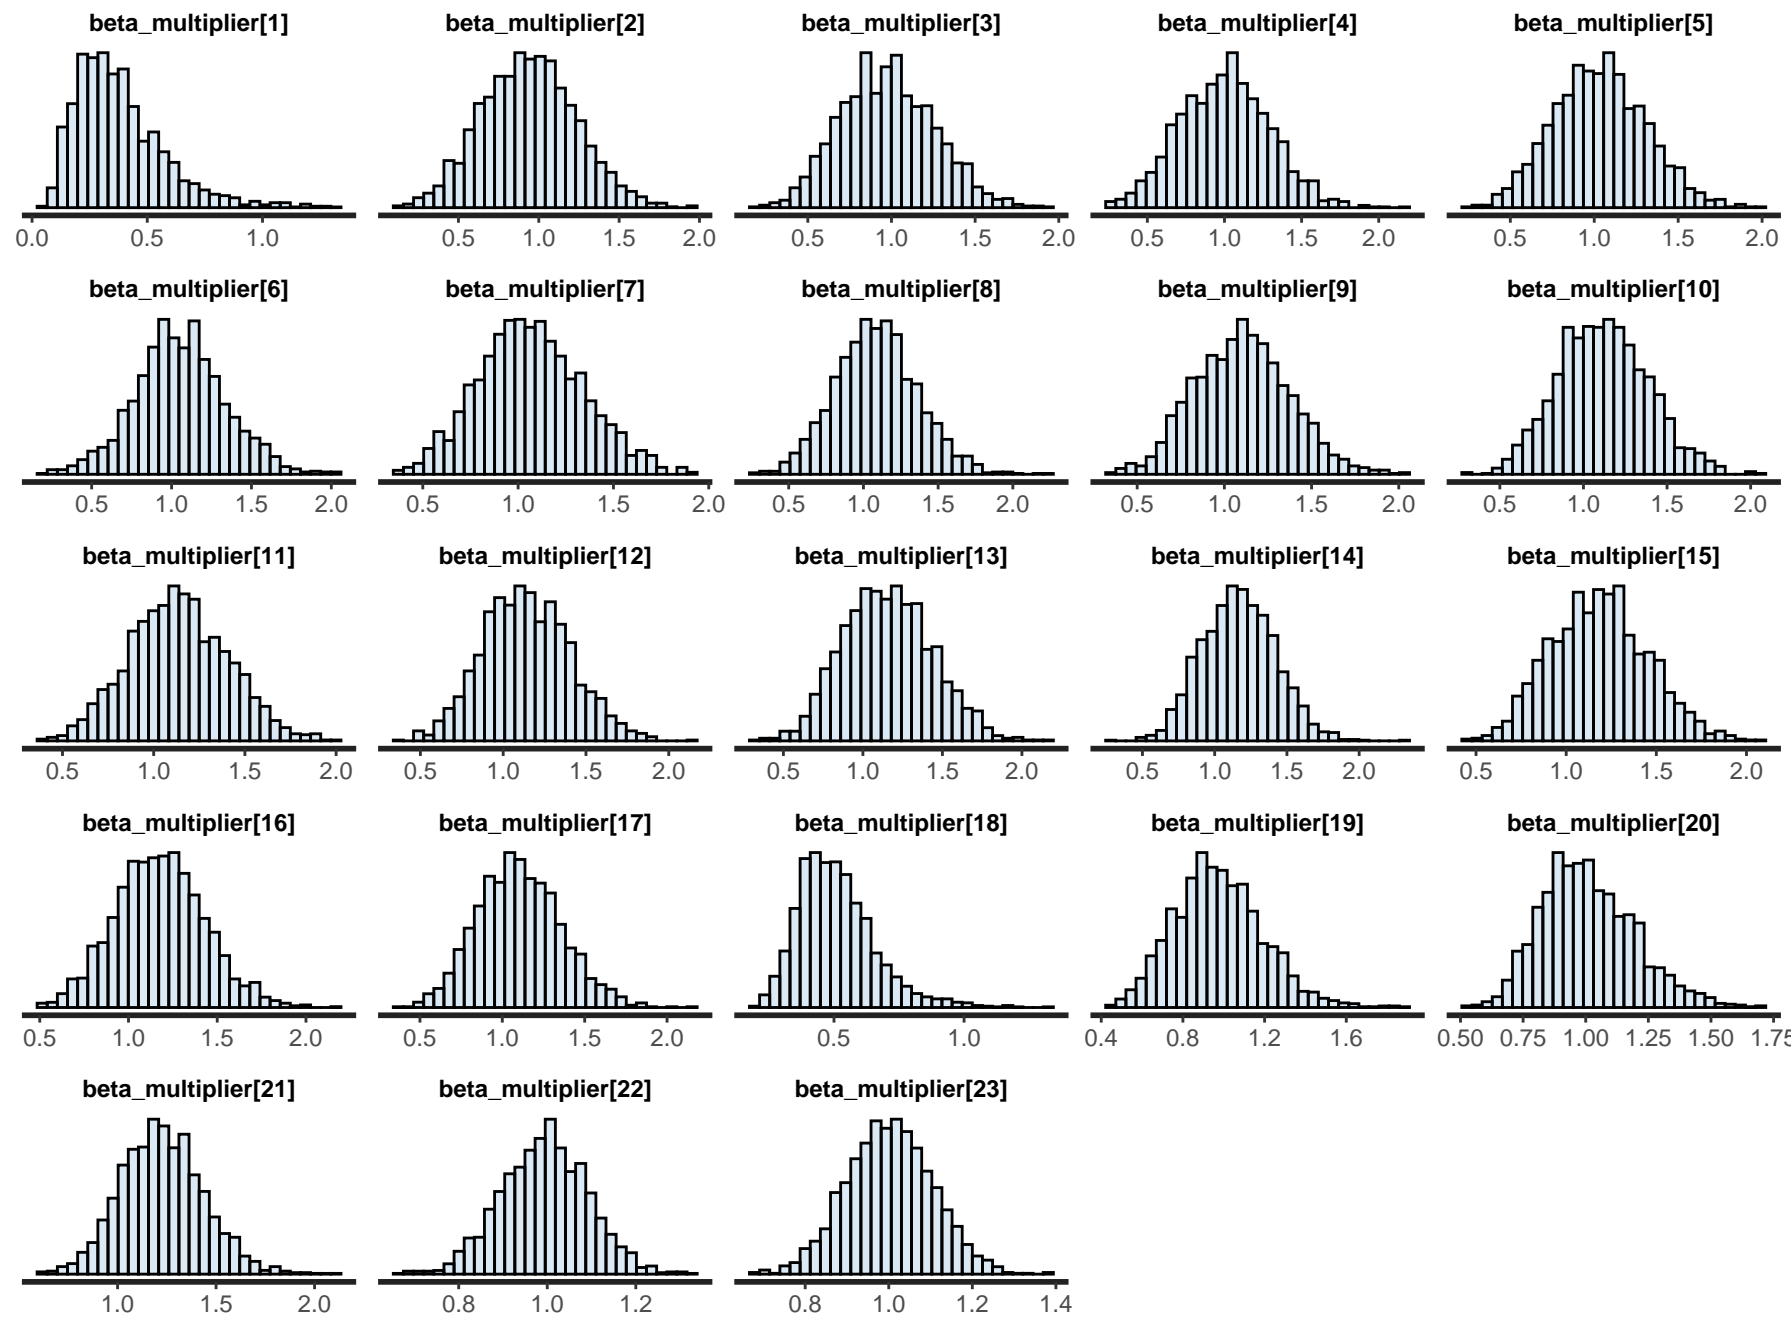 beta_multiplier[1] beta_multiplier[2] beta_multiplier[3] beta_multiplier[4] beta_multiplier[5]
0.0 0.5 1.0 0.5 1.0 1.5 2.0 0.5 1.0 1.5 2.0 0.5 1.0 1.5 2.0 0.5 1.0 1.5 2.0
beta_multiplier[6] beta_multiplier[7] beta_multiplier[8] beta_multiplier[9] beta_multiplier[10]
0.5 1.0 1.5 2.0 0.5 1.0 1.5 2.0 0.5 1.0 1.5 2.0 0.5 1.0 1.5 2.0 0.5 1.0 1.5 2.0
beta_multiplier[11] beta_multiplier[12] beta_multiplier[13] beta_multiplier[14] beta_multiplier[15]
0.5 1.0 1.5 2.0 0.5 1.0 1.5 2.0 0.5 1.0 1.5 2.0 0.5 1.0 1.5 2.0 0.5 1.0 1.5 2.0
beta_multiplier[16] beta_multiplier[17] beta_multiplier[18] beta_multiplier[19] beta_multiplier[20]
0.5 1.0 1.5 2.0 0.5 1.0 1.5 2.0 0.5 1.0 0.4 0.8 1.2 1.6 0.50 0.75 1.00 1.25 1.50 1.75
beta_multiplier[21] beta_multiplier[22] beta_multiplier[23]
1.0 1.5 2.0 0.8 1.0 1.2 0.8 1.0 1.2 1.4